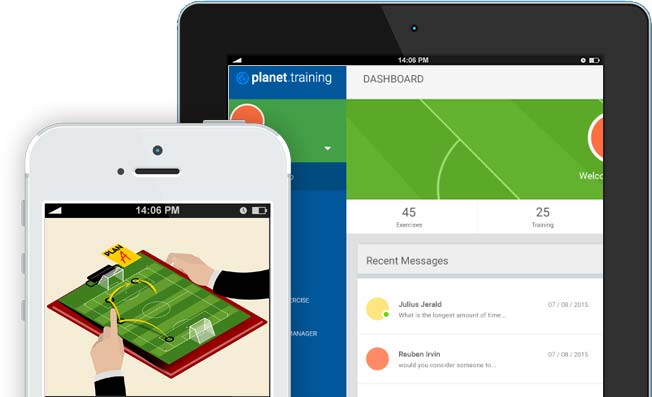 14:06 PM
planet.training
DASHBOARD
Welco
45
Exercises
25
Training
Recent Messages
Julius Jerald
07 / 08 / 2015
What is the longest amount of time...
Reuben Irvin
07 / 08 / 2015
would you consider someone to...
ERCISE
MANAGER
14:06 PM
PLAN
A